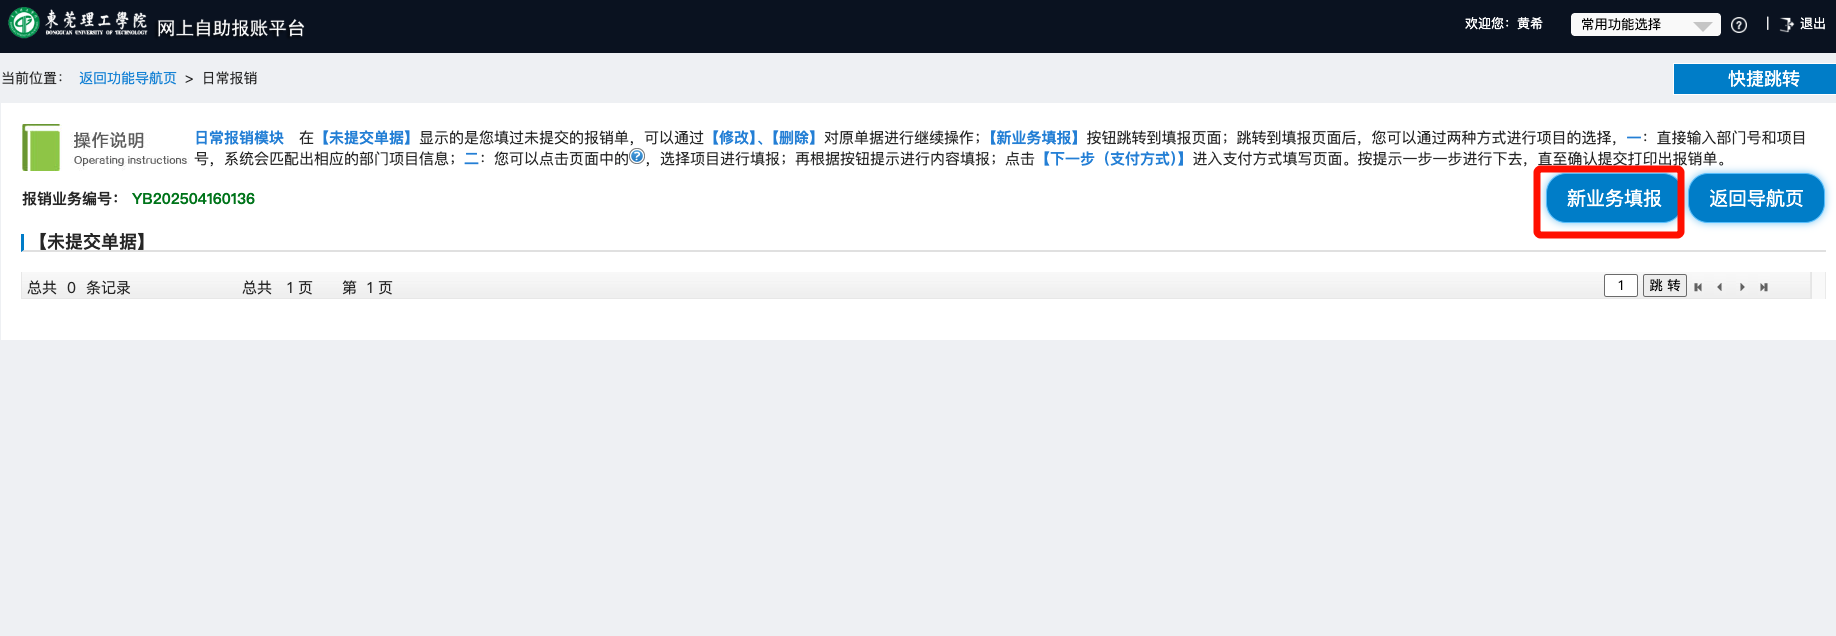 東莞理工學院 网上自助报账平台 欢迎您：黄希 常用功能选择 退出
DONGGUAN UNIVERSITY OF TECHNOLOGY
当前位置： 返回功能导航页 > 日常报销 快捷跳转
操作说明 日常报销模块 在【未提交单据】显示的是您填过未提交的报销单，可以通过【修改】、【删除】对原单据进行继续操作；【新业务填报】按钮跳转到填报页面；跳转到填报页面后，您可以通过两种方式进行项目的选择，一：直接输入部门号和项目
Operating instructions 号，系统会匹配出相应的部门项目信息；二：您可以点击页面中的?，选择项目进行填报；再根据按钮提示进行内容填报；点击【下一步（支付方式）】进入支付方式填写页面。按提示一步一步进行下去，直至确认提交打印出报销单。
报销业务编号： YB202504160136 新业务填报 返回导航页
【未提交单据】
总共 0 条记录 总共 1 页 第 1 页 1 跳 转